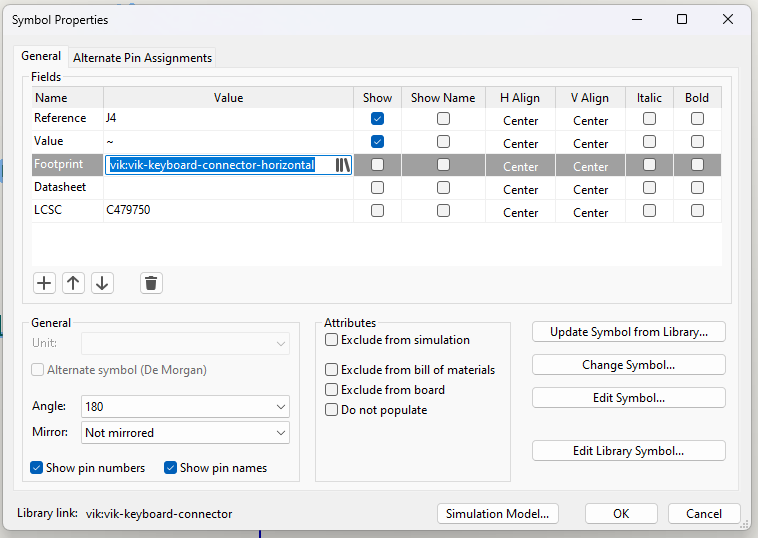 Symbol Properties
General Alternate Pin Assignments
Fields
Name Value Show Show Name H Align V Align Italic Bold
Reference J4 Center Center
Value ~ Center Center
Footprint vik:vik-keyboard-connector-horizontal Center Center
Datasheet Center Center
LCSC C479750 Center Center
General
Unit:
Alternate symbol (De Morgan)
Angle: 180
Mirror: Not mirrored
Show pin numbers Show pin names
Attributes
Exclude from simulation
Exclude from bill of materials
Exclude from board
Do not populate
Update Symbol from Library...
Change Symbol...
Edit Symbol...
Edit Library Symbol...
Library link: vik:vik-keyboard-connector
Simulation Model... OK Cancel